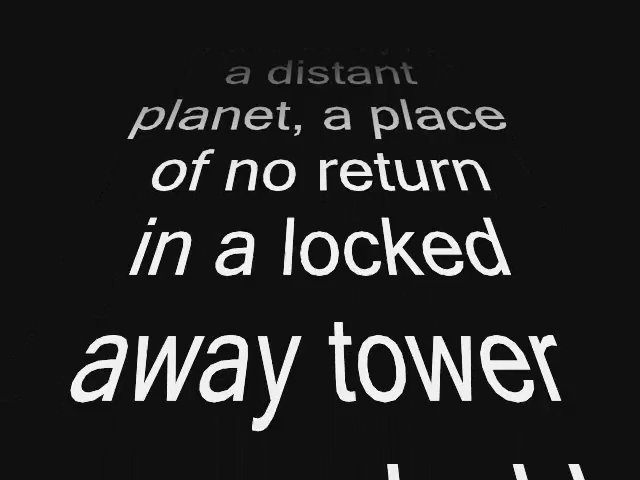 a distant
planet, a place
of no return
in a locked
away tower